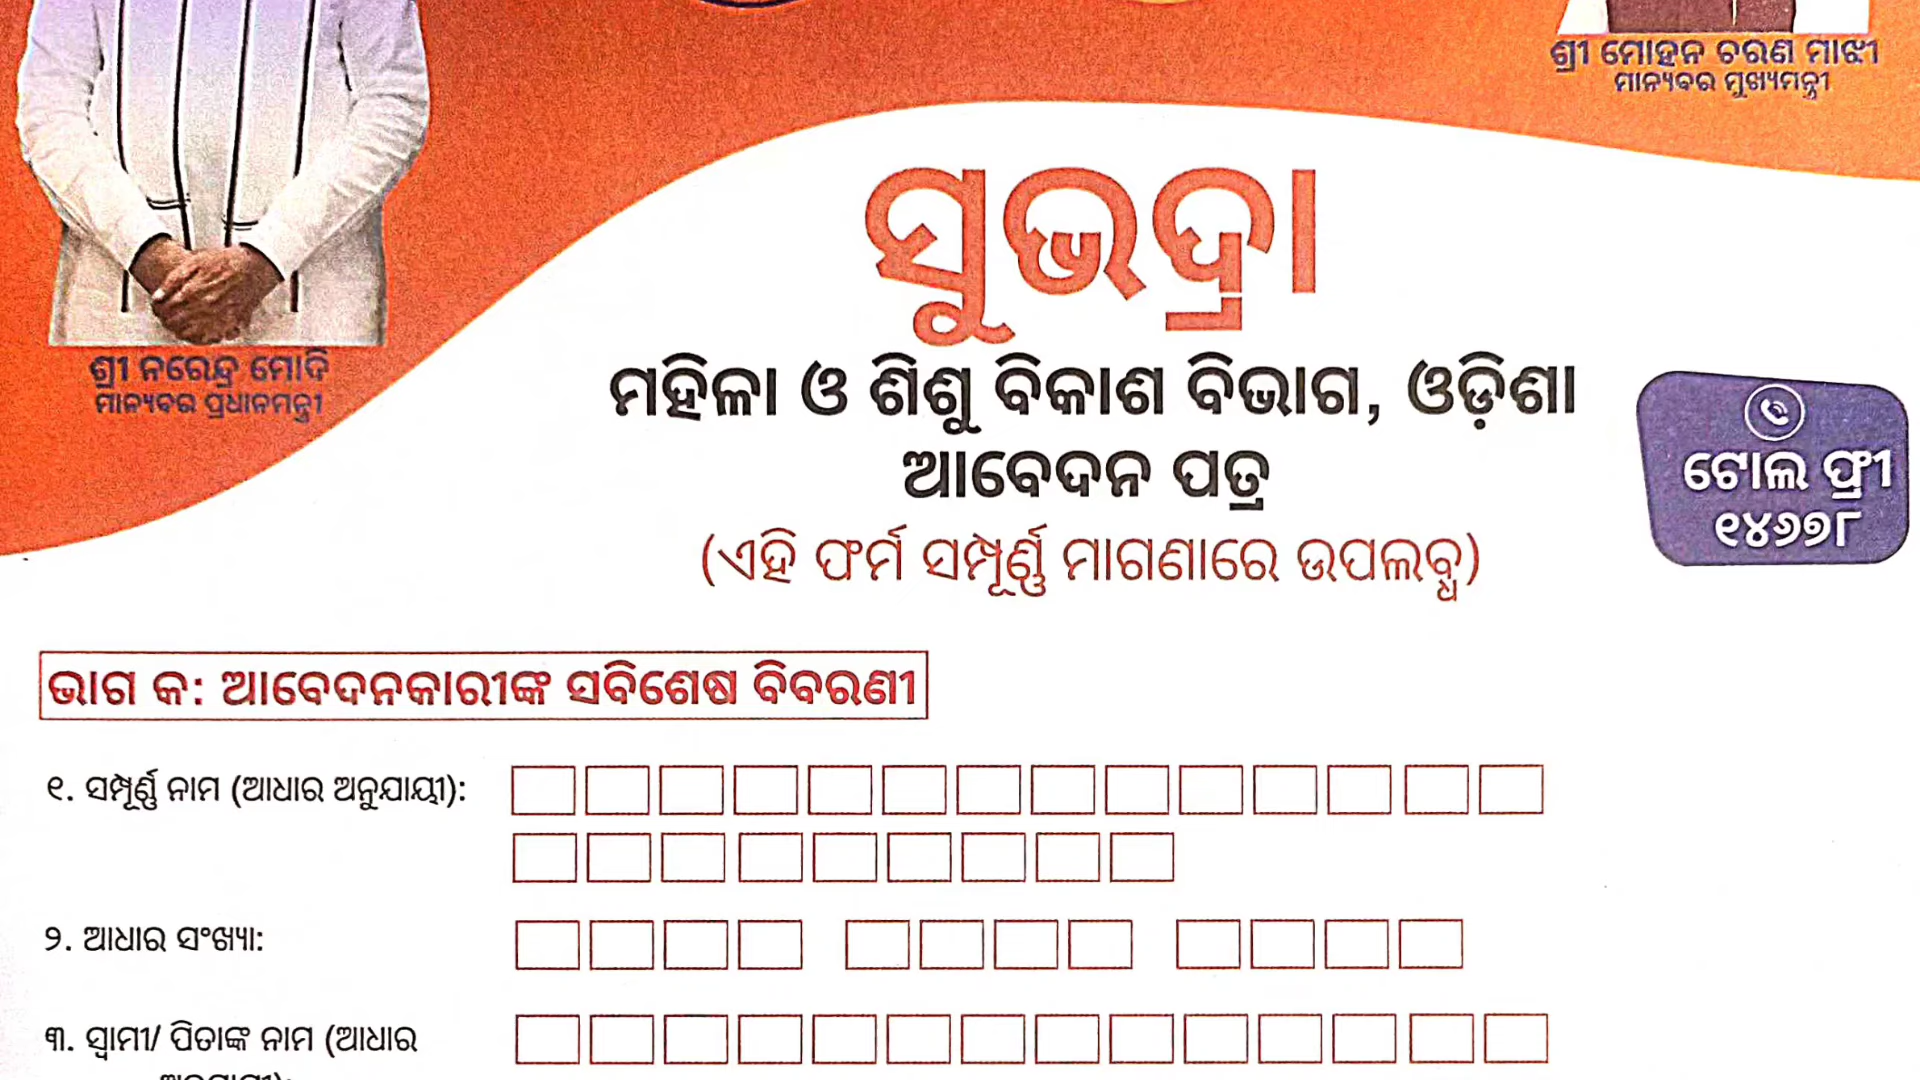 ଶ୍ରୀ ମୋହନ ଚରଣ ମାଝୀ
ମାନ୍ୟବର ମୁଖ୍ୟମନ୍ତ୍ରୀ
ଶ୍ରୀ ନରେନ୍ଦ୍ର ମୋଦି
ମାନ୍ୟବର ପ୍ରଧାନମନ୍ତ୍ରୀ
ସୁଭଦ୍ରା
ମହିଳା ଓ ଶିଶୁ ବିକାଶ ବିଭାଗ, ଓଡ଼ିଶା
ଆବେଦନ ପତ୍ର
(ଏହି ଫର୍ମ ସମ୍ପୂର୍ଣ୍ଣ ମାଗଣାରେ ଉପଲବ୍ଧ)
ଟୋଲ ଫ୍ରୀ
୧୪୬୭୮
ଭାଗ କ: ଆବେଦନକାରୀଙ୍କ ସବିଶେଷ ବିବରଣୀ
୧. ସମ୍ପୂର୍ଣ୍ଣ ନାମ (ଆଧାର ଅନୁଯାୟୀ):
୨. ଆଧାର ସଂଖ୍ୟା:
୩. ସ୍ୱାମୀ/ ପିତାଙ୍କ ନାମ (ଆଧାର